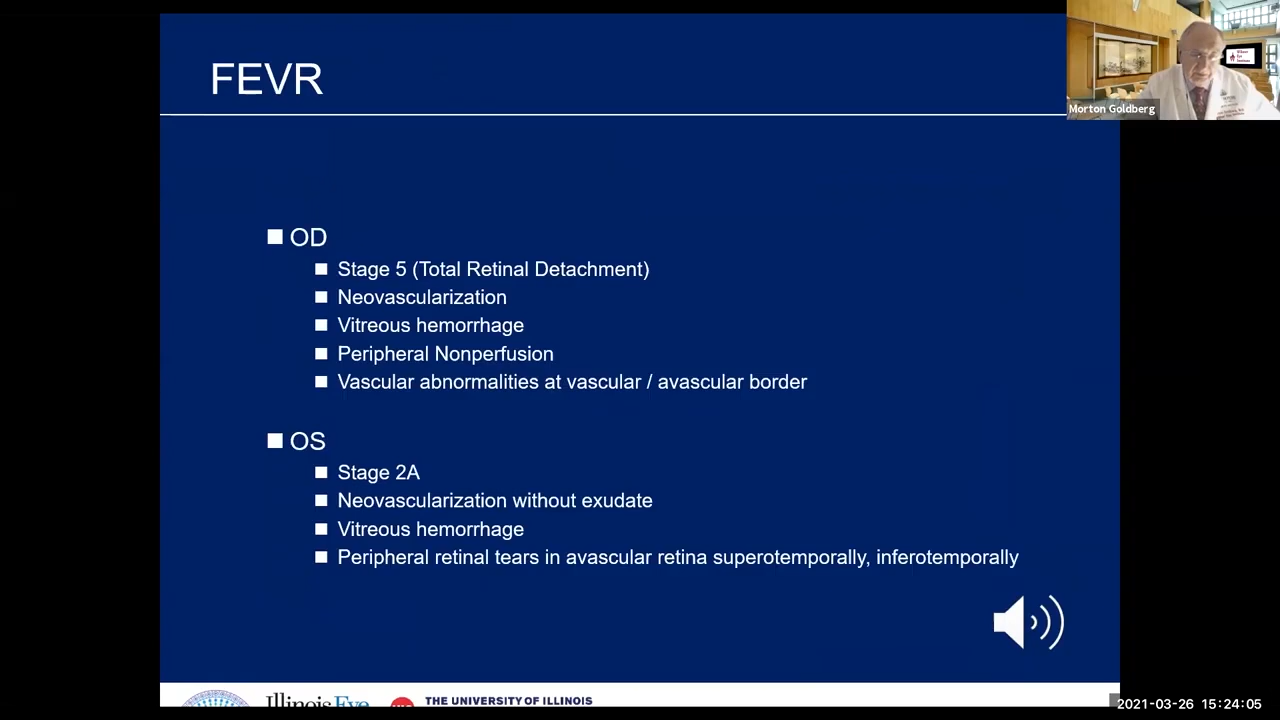 FEVR
Morton Goldberg
OD
Stage 5 (Total Retinal Detachment)
Neovascularization
Vitreous hemorrhage
Peripheral Nonperfusion
Vascular abnormalities at vascular / avascular border
OS
Stage 2A
Neovascularization without exudate
Vitreous hemorrhage
Peripheral retinal tears in avascular retina superotemporally, inferotemporally
Illinois Eye
THE UNIVERSITY OF ILLINOIS
2021-03-26 15:24:05